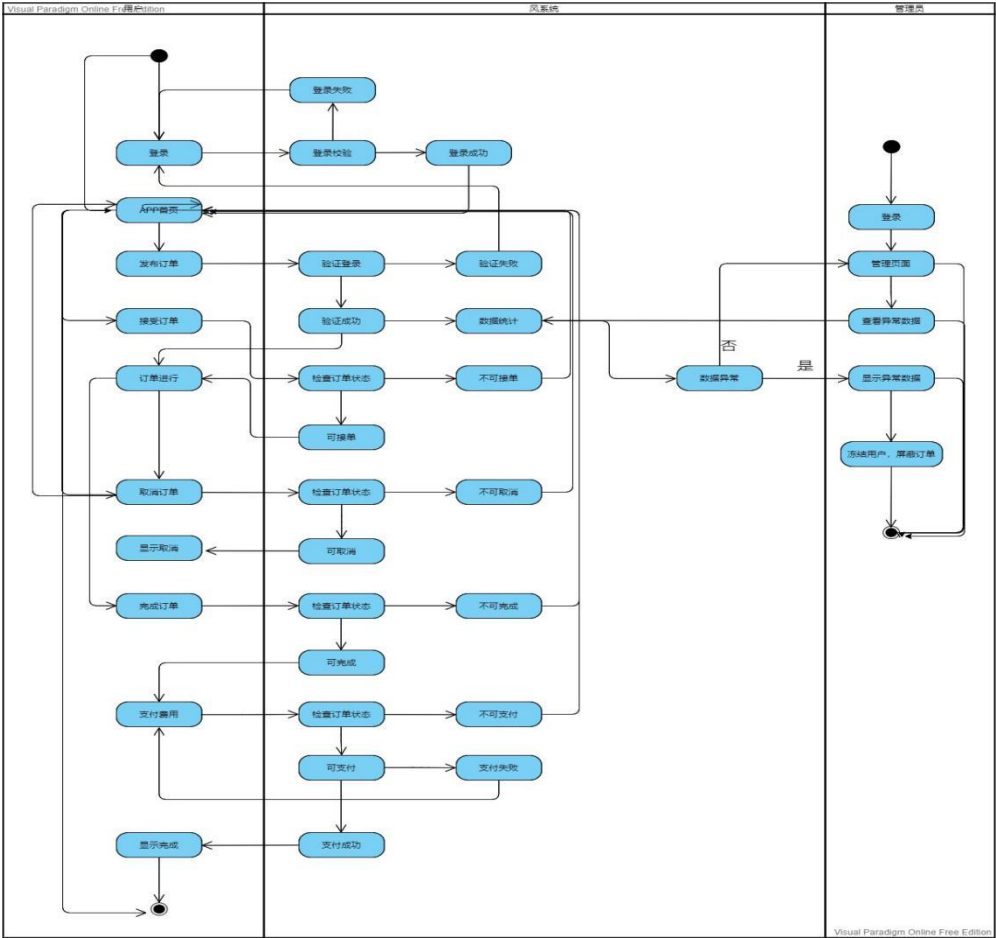 Visual Paradigm Online Free Edition
用户
风系统
管理员
登录失败
登录
登录校验
登录成功
登录
APP首页
发布订单
验证登录
验证失败
管理页面
接受订单
验证成功
数据统计
查看异常数据
否
是
订单进行
检查订单状态
不可接单
数据异常
显示异常数据
可接单
冻结用户、屏蔽订单
取消订单
检查订单状态
不可取消
显示取消
可取消
完成订单
检查订单状态
不可完成
可完成
支付费用
检查订单状态
不可支付
可支付
支付失败
显示完成
支付成功
Visual Paradigm Online Free Edition